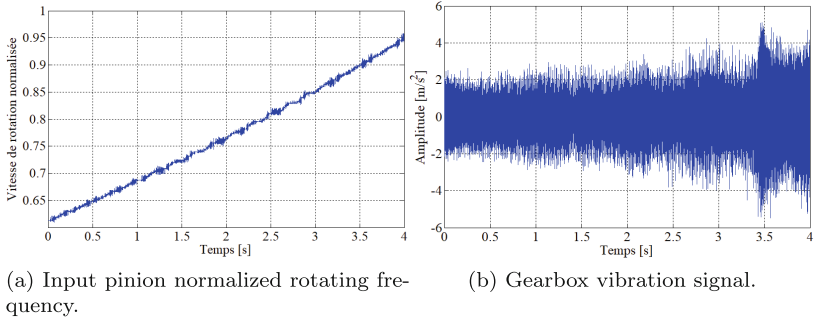 1
0.95
0.9
0.85
0.8
0.75
0.7
0.65
Vitesse de rotation normalisée
0 0.5 1 1.5 2 2.5 3 3.5 4
Temps [s]
(a) Input pinion normalized rotating fre-
quency.
6
4
2
0
-2
-4
-6
Amplitude [m/s²]
0 0.5 1 1.5 2 2.5 3 3.5 4
Temps [s]
(b) Gearbox vibration signal.